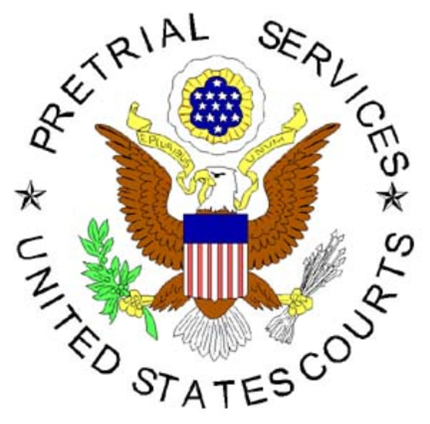 PRETRIAL SERVICES
UNITED STATES COURTS
E PLURIBUS UNUM